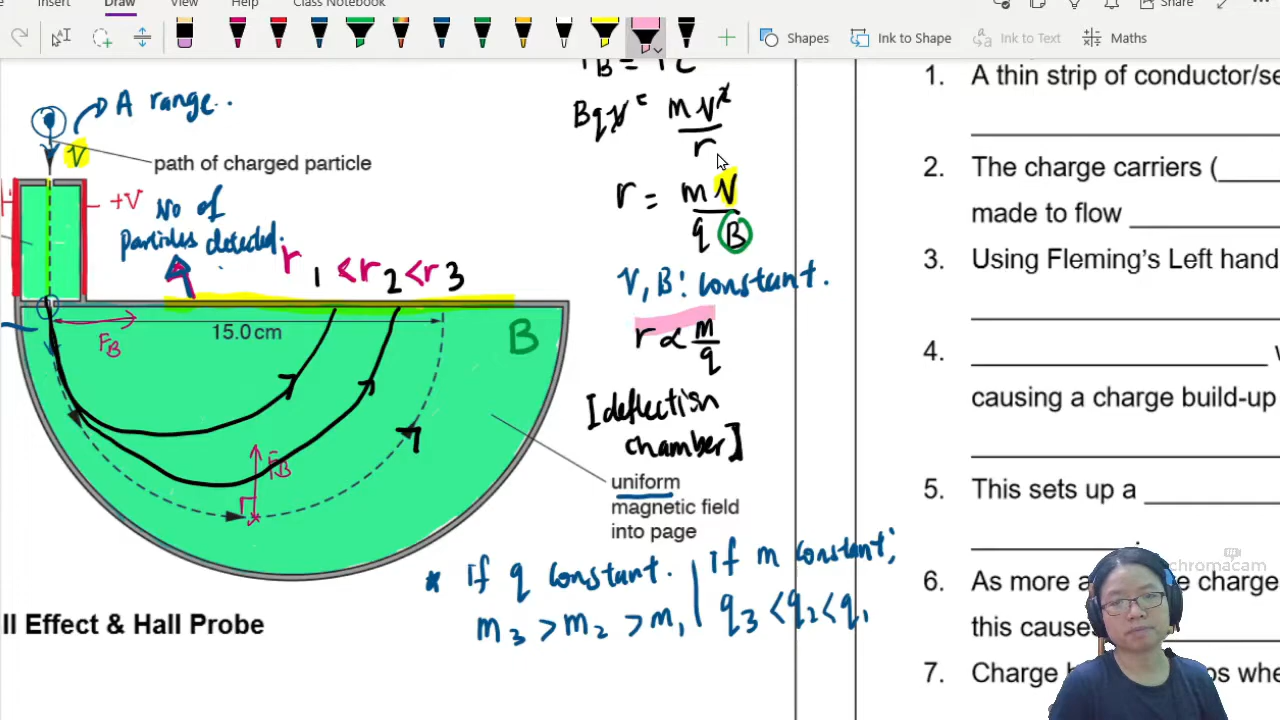 Insert
Draw
View
Class Notebook
Share
Shapes
Ink to Shape
Ink to Text
Maths
A range..
V
path of charged particle
+V
No of
Particles detected.
r1 < r2 < r3
15.0 cm
FB
B
FB
Bqv = mv²
r
r = mv
qB
V, B: constant.
r ∝ m
q
[deflection
chamber]
uniform
magnetic field
into page
* If q constant.
m3 > m2 > m1
If m constant;
q3 < q2 < q1
ll Effect & Hall Probe
1. A thin strip of conductor/se
2. The charge carriers (
made to flow
3. Using Fleming's Left hand
4.
causing a charge build-up
5. This sets up a
6. As more a
charge
this cause
7. Charge
chromacam